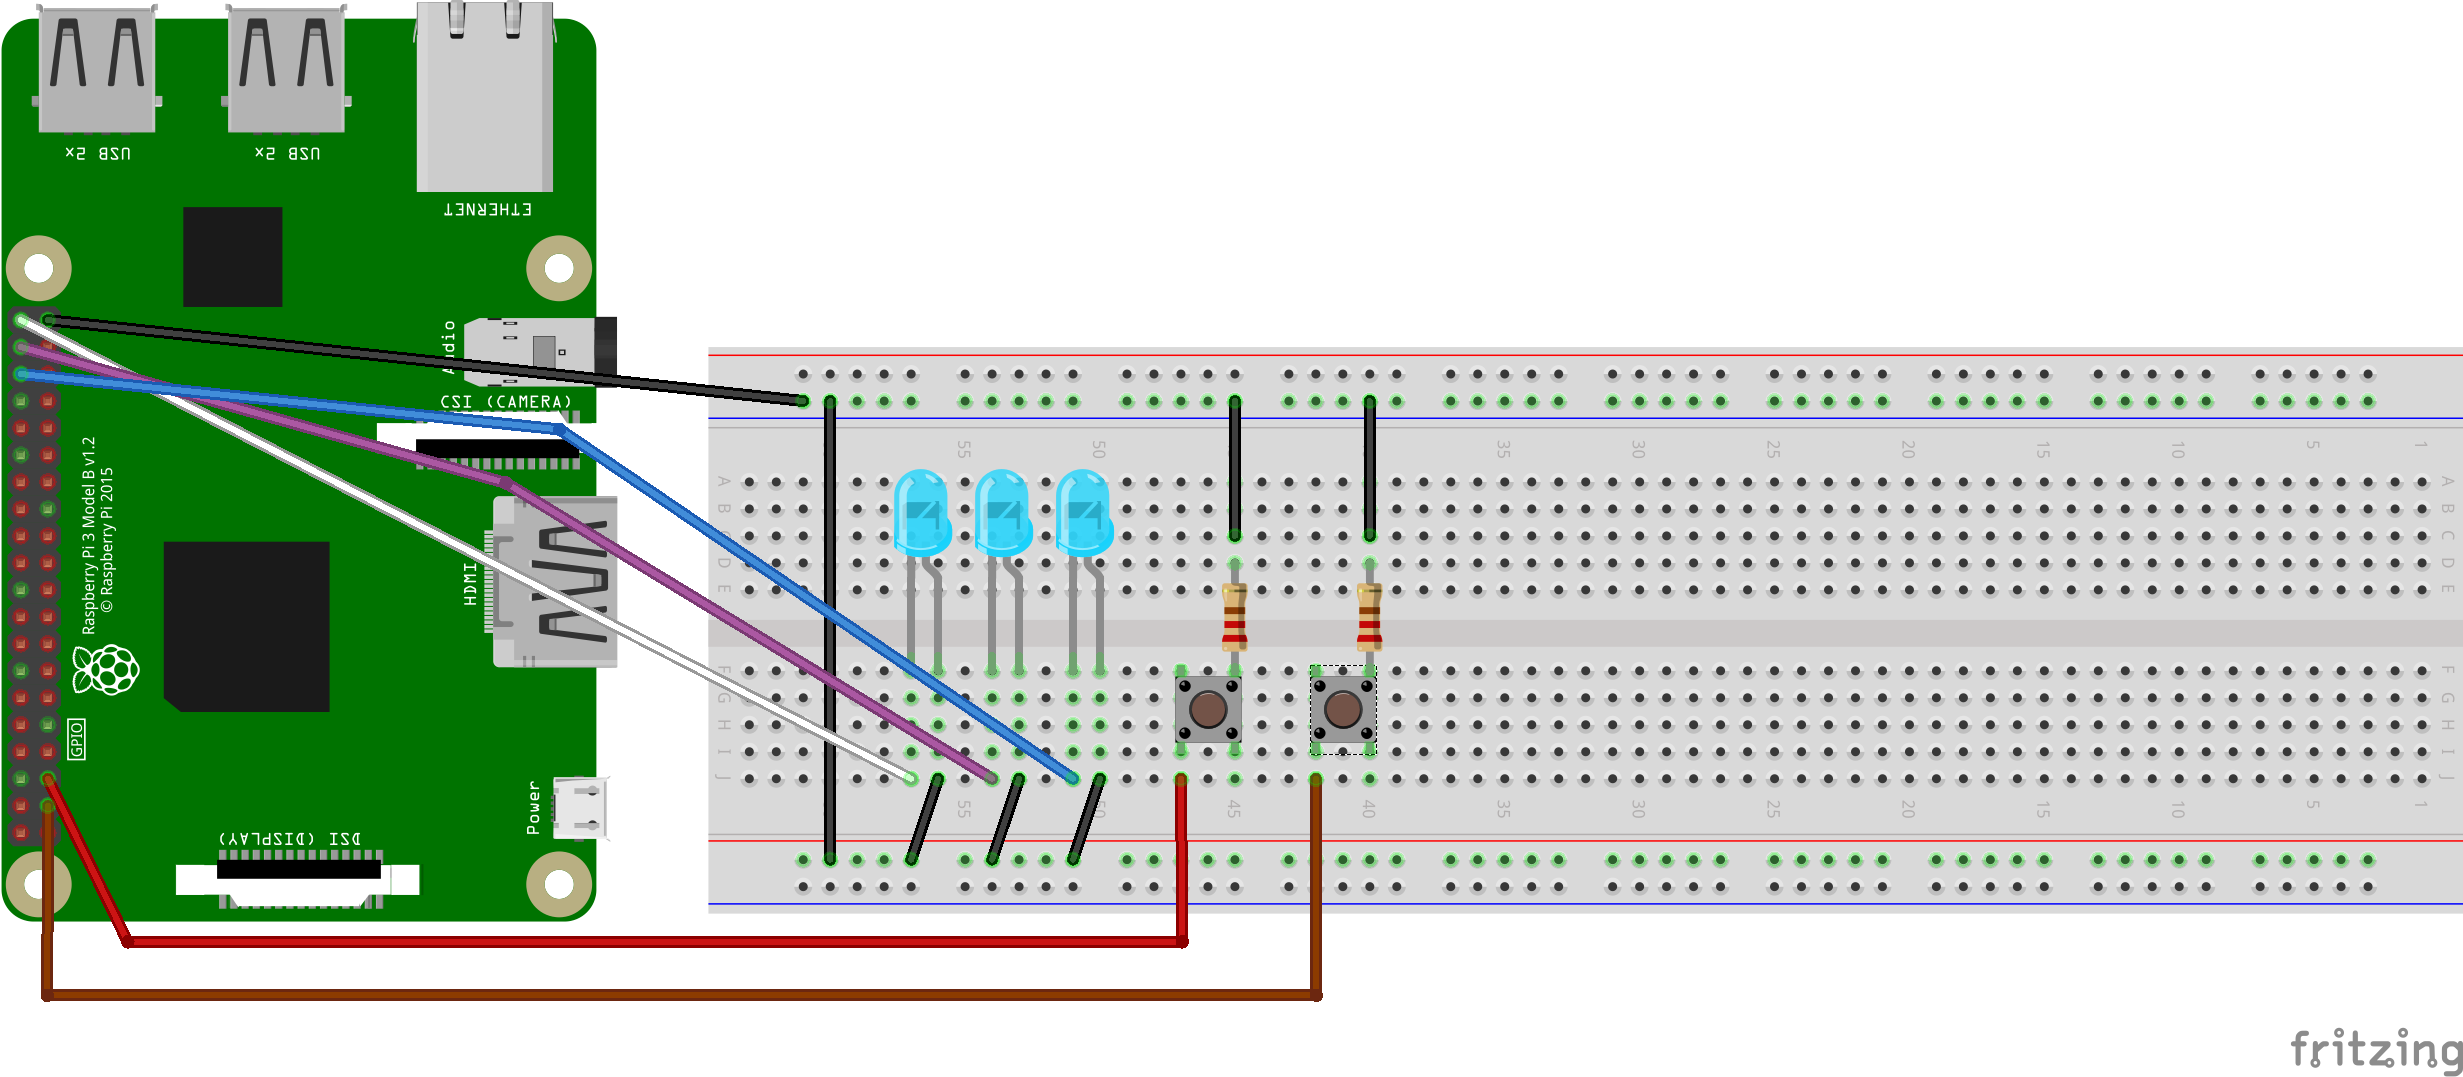 USB 2x
USB 2x
ETHERNET
Audio
CSI (CAMERA)
Raspberry Pi 3 Model B v1.2
© Raspberry Pi 2015
HDMI
GPIO
Power
DSI (DISPLAY)
55 50 35 30 25 20 15 10 5 1
A A
B B
C
D D
E E
F F
G G
H H
I I
J J
55 50 45 40 35 30 25 20 15 10 5 1
fritzing